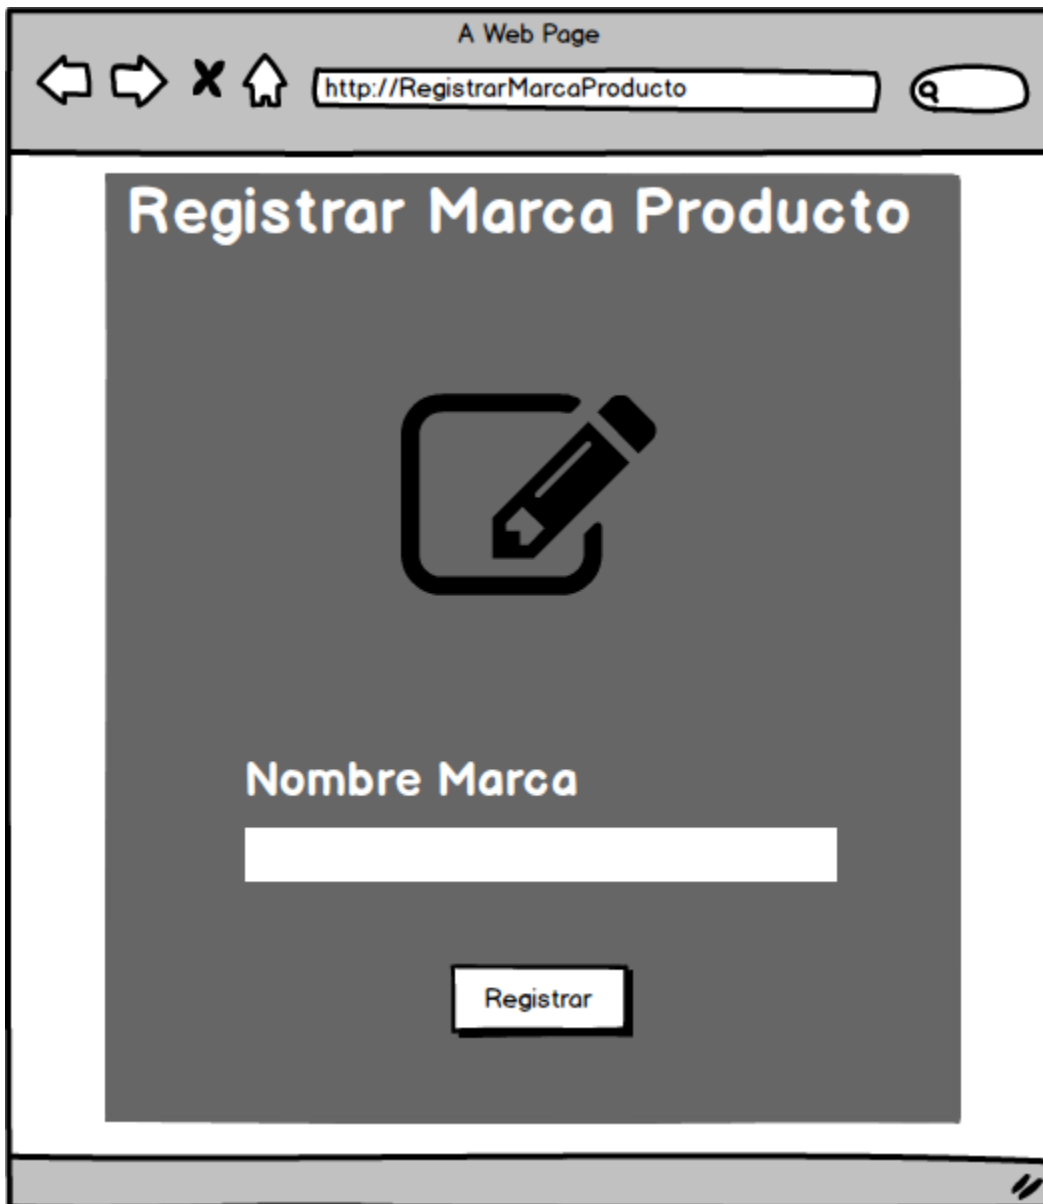 A Web Page
http://RegistrarMarcaProducto
Registrar Marca Producto
Nombre Marca
Registrar